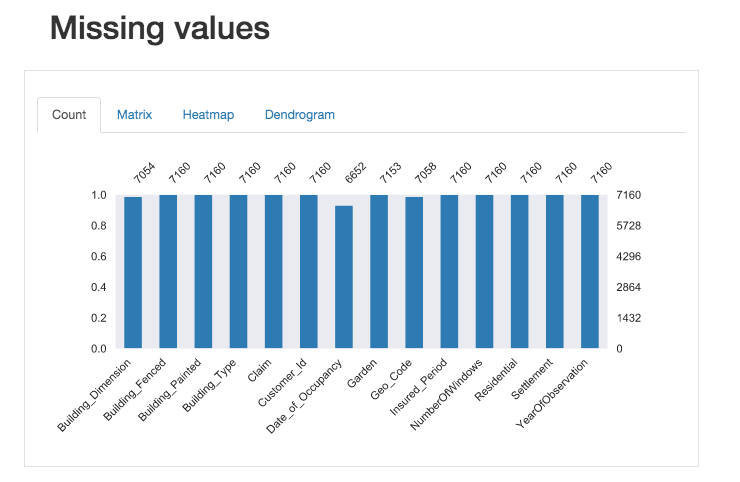 Missing values
Count Matrix Heatmap Dendrogram
7054 7160 7160 7160 7160 7160 6652 7153 7058 7160 7160 7160 7160 7160
1.0 7160
0.8 5728
0.6 4296
0.4 2864
0.2 1432
0.0 0
Building_Dimension Building_Fenced Building_Painted Building_Type Claim Customer_Id Date_of_Occupancy Garden Geo_Code Insured_Period NumberOfWindows Residential Settlement YearOfObservation